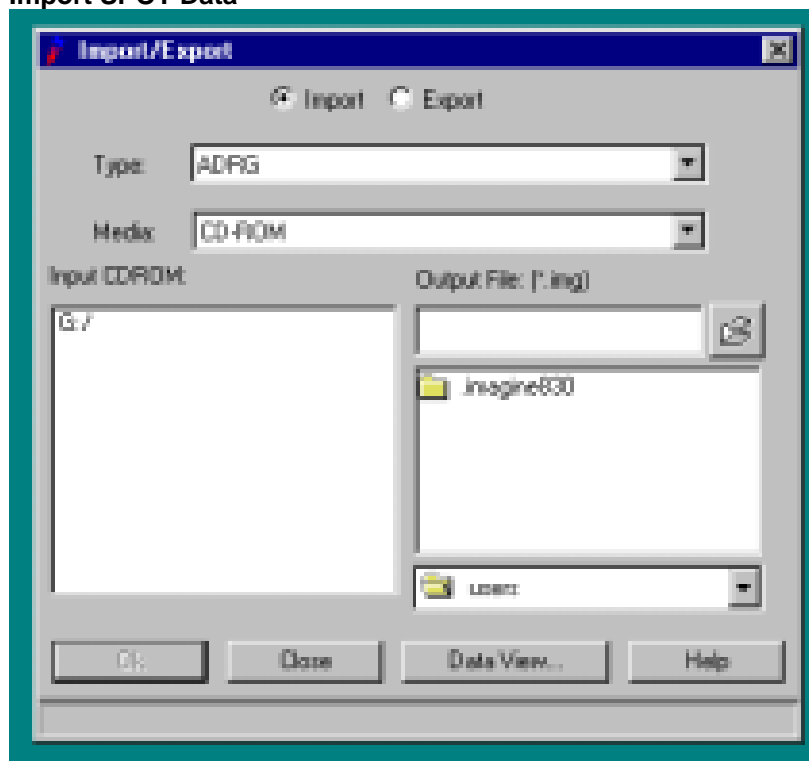 Import SPOT Data
Import/Export
Import Export
Type: ADRG
Media: CD-ROM
Input CDROM: Output File: (*.img)
G:/
.imagine830
users
Ok Close Data View... Help